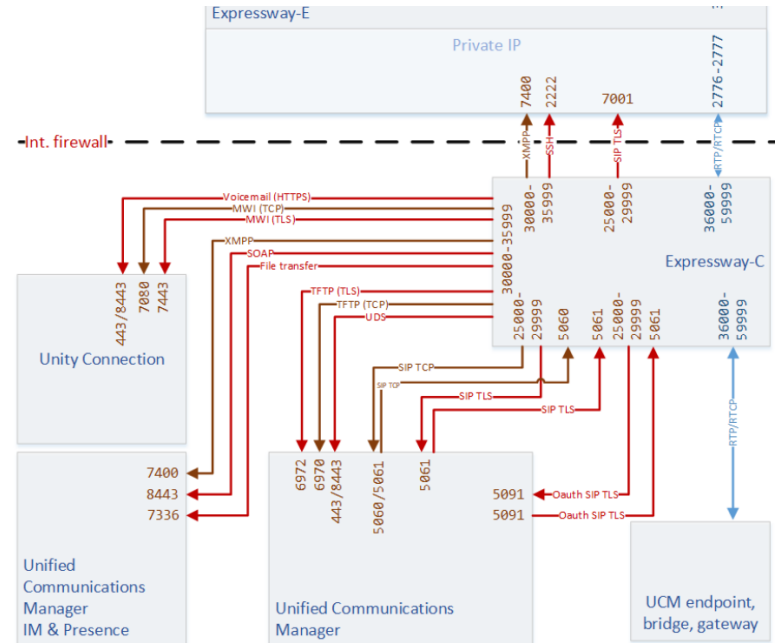 Expressway-E
Private IP
7400
2222
7001
2776-2777
Int. firewall
XMPP
SSH
SIP TLS
RTP/RTCP
30000-
35999
25000-
29999
36000-
59999
Expressway-C
Voicemail (HTTPS)
MWI (TCP)
MWI (TLS)
XMPP
SOAP
File transfer
30000-35999
TFTP (TLS)
TFTP (TCP)
UDS
25000-
29999
5060
5061
25000-
29999
5061
36000-
59999
443/8443
7080
7443
Unity Connection
SIP TCP
SIP TCP
SIP TLS
SIP TLS
RTP/RTCP
7400
8443
7336
Unified
Communications
Manager
IM & Presence
6972
6970
443/8443
5060/5061
5061
5091
Oauth SIP TLS
5091
Oauth SIP TLS
Unified Communications
Manager
UCM endpoint,
bridge, gateway